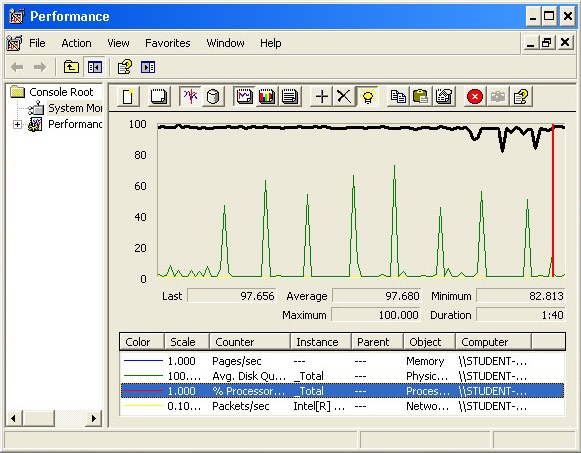 Performance
File Action View Favorites Window Help
Console Root
System Mor
Performanc
100
80
60
40
20
0
Last 97.656 Average 97.680 Minimum 82.813
Maximum 100.000 Duration 1:40
Color Scale Counter Instance Parent Object Computer
1.000 Pages/sec --- --- Memory \\STUDENT-...
100.... Avg. Disk Qu... _Total --- Physic... \\STUDENT-...
1.000 % Processor... _Total --- Proces... \\STUDENT-...
0.10... Packets/sec Intel[R] ... --- Netwo... \\STUDENT-...